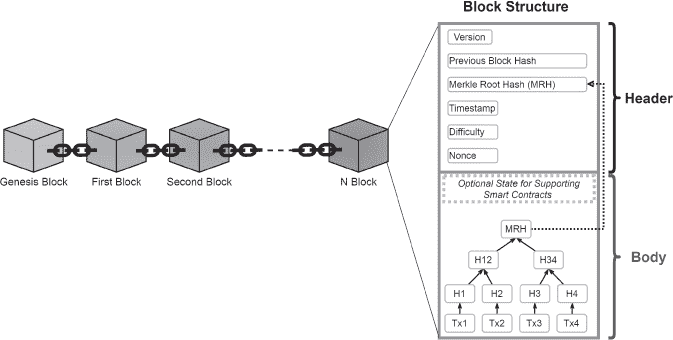 Block Structure
Version
Previous Block Hash
Merkle Root Hash (MRH)
Timestamp
Difficulty
Nonce
Header
Genesis Block
First Block
Second Block
N Block
Optional State for Supporting
Smart Contracts
MRH
H12
H34
H1
H2
H3
H4
Tx1
Tx2
Tx3
Tx4
Body